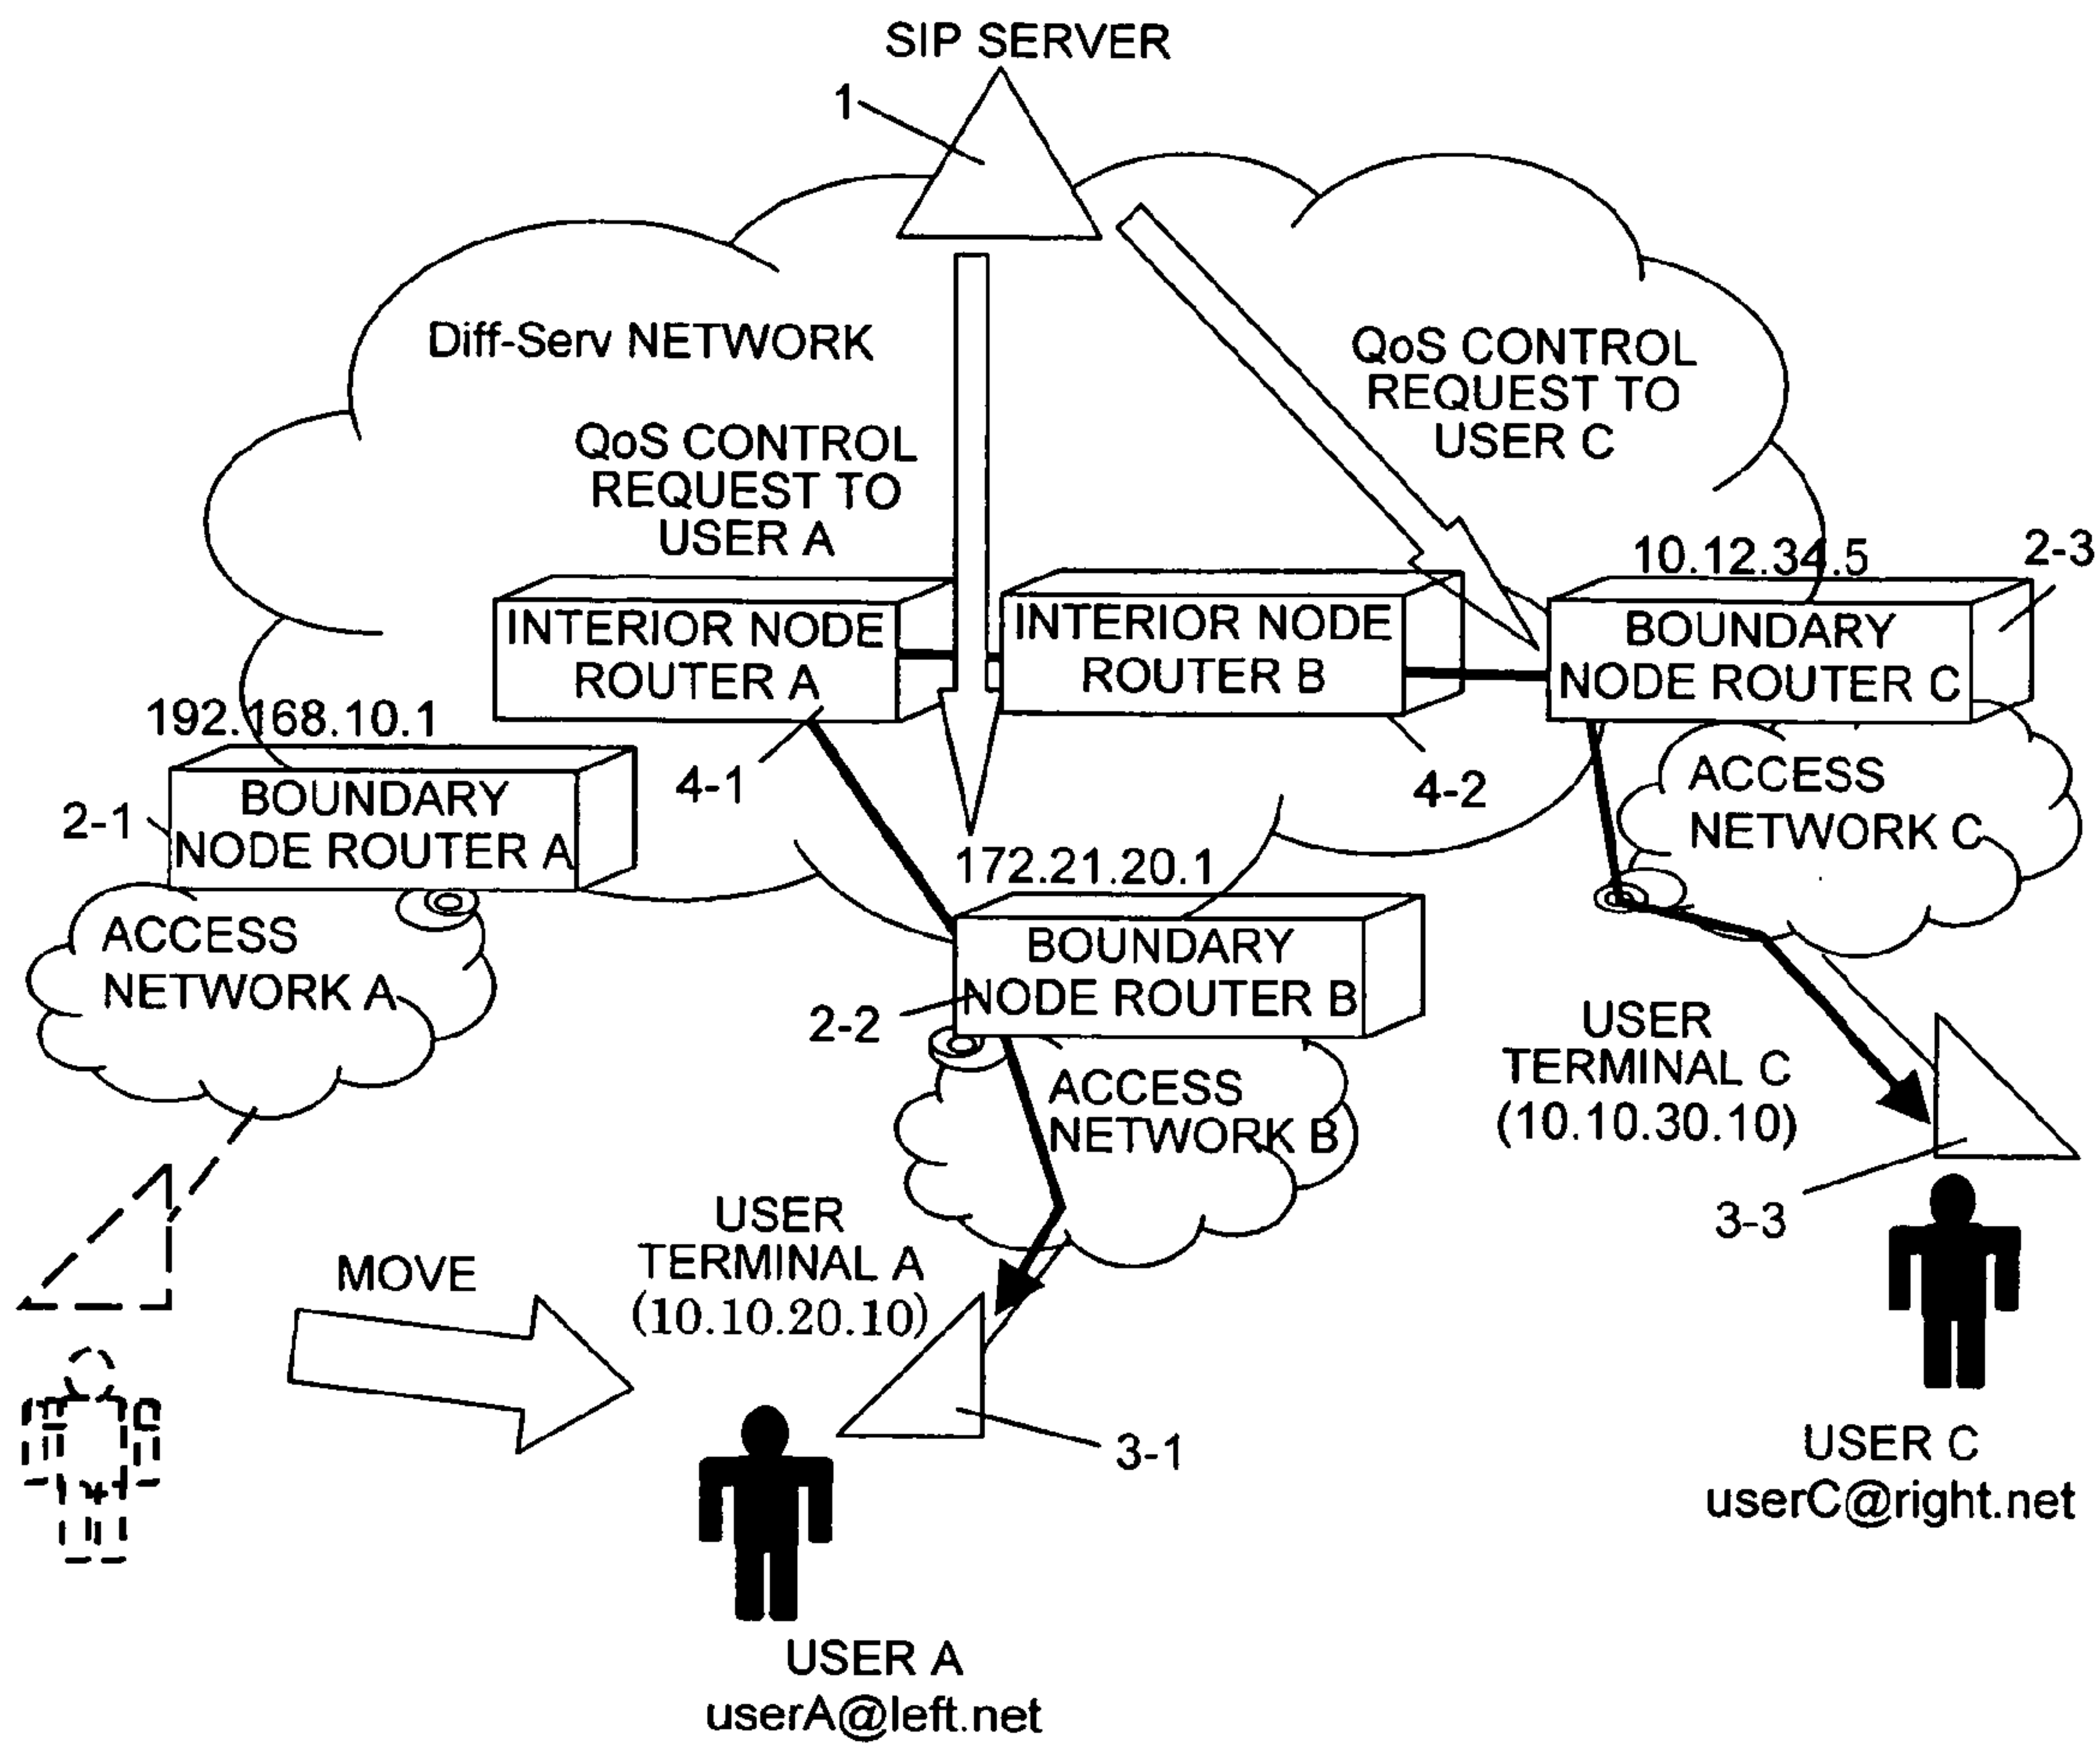 SIP SERVER
1
Diff-Serv NETWORK
QoS CONTROL
REQUEST TO
USER C
QoS CONTROL
REQUEST TO
USER A
10.12.34.5
2-3
INTERIOR NODE
ROUTER A
INTERIOR NODE
ROUTER B
BOUNDARY
NODE ROUTER C
192.168.10.1
4-1
4-2
BOUNDARY
NODE ROUTER A
2-1
ACCESS
NETWORK C
172.21.20.1
ACCESS
NETWORK A
BOUNDARY
NODE ROUTER B
2-2
USER
TERMINAL C
(10.10.30.10)
ACCESS
NETWORK B
3-3
USER
TERMINAL A
(10.10.20.10)
MOVE
3-1
USER C
userC@right.net
USER A
userA@left.net